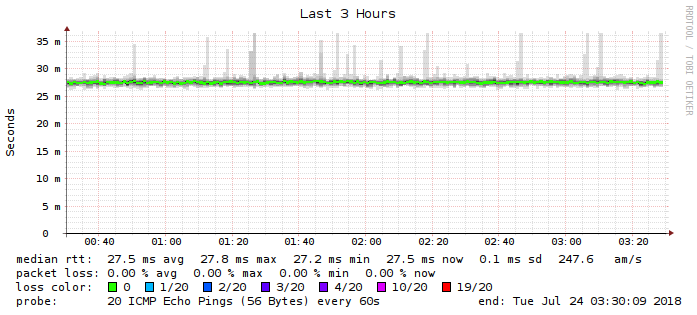 Last 3 Hours
RRDTOOL / TOBI OETIKER
Seconds
35 m
30 m
25 m
20 m
15 m
10 m
5 m
0
00:40 01:00 01:20 01:40 02:00 02:20 02:40 03:00 03:20
median rtt: 27.5 ms avg 27.8 ms max 27.2 ms min 27.5 ms now 0.1 ms sd 247.6 am/s
packet loss: 0.00 % avg 0.00 % max 0.00 % min 0.00 % now
loss color: 0 1/20 2/20 3/20 4/20 10/20 19/20
probe: 20 ICMP Echo Pings (56 Bytes) every 60s end: Tue Jul 24 03:30:09 2018